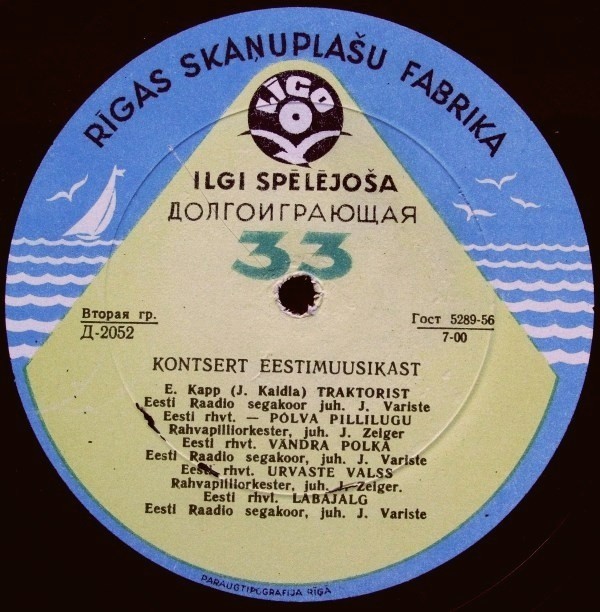 RĪGAS SKAŅUPLAŠU FABRIKA
LĪGO
ILGI SPĒLĒJOŠA
ДОЛГОИГРАЮЩАЯ
33
Вторая гр.
Д-2052
Гост 5289-56
7-00
KONTSERT EESTIMUUSIKAST
E. Kapp (J. Kaidla) TRAKTORIST
Eesti Raadio segakoor juh. J. Variste
Eesti rhvt. — PÕLVA PILLILUGU
Rahvapilliorkester, juh. J. Zeiger
Eesti rhvt. VÄNDRA POLKA
Eesti Raadio segakoor, juh. J. Variste
Eesti rhvt. URVASTE VALSS
Rahvapilliorkester, juh. J. Zeiger.
Eesti rhvl. LABAJALG
Eesti Raadio segakoor, juh. J. Variste
PARAUGTIPOGRAFIJA RĪGĀ